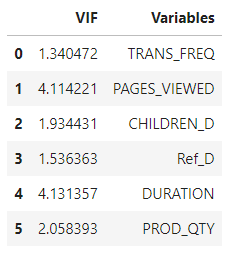 VIF Variables
0 1.340472 TRANS_FREQ
1 4.114221 PAGES_VIEWED
2 1.934431 CHILDREN_D
3 1.536363 Ref_D
4 4.131357 DURATION
5 2.058393 PROD_QTY